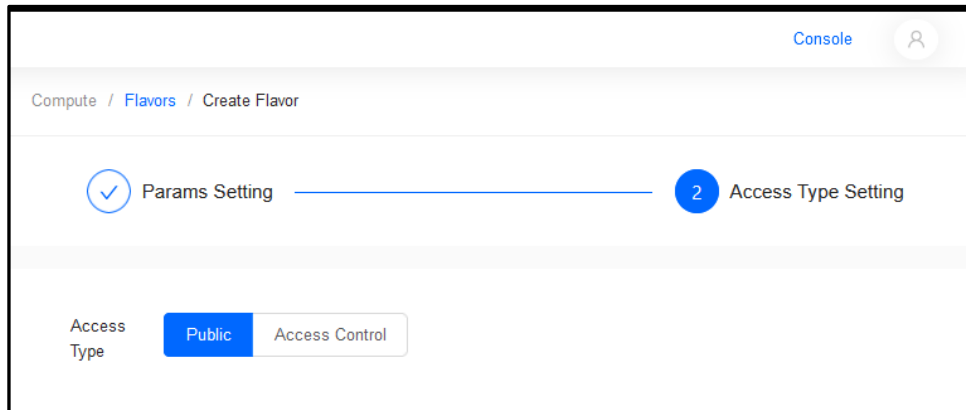 Console
Compute / Flavors / Create Flavor
Params Setting
2 Access Type Setting
Access
Type
Public
Access Control